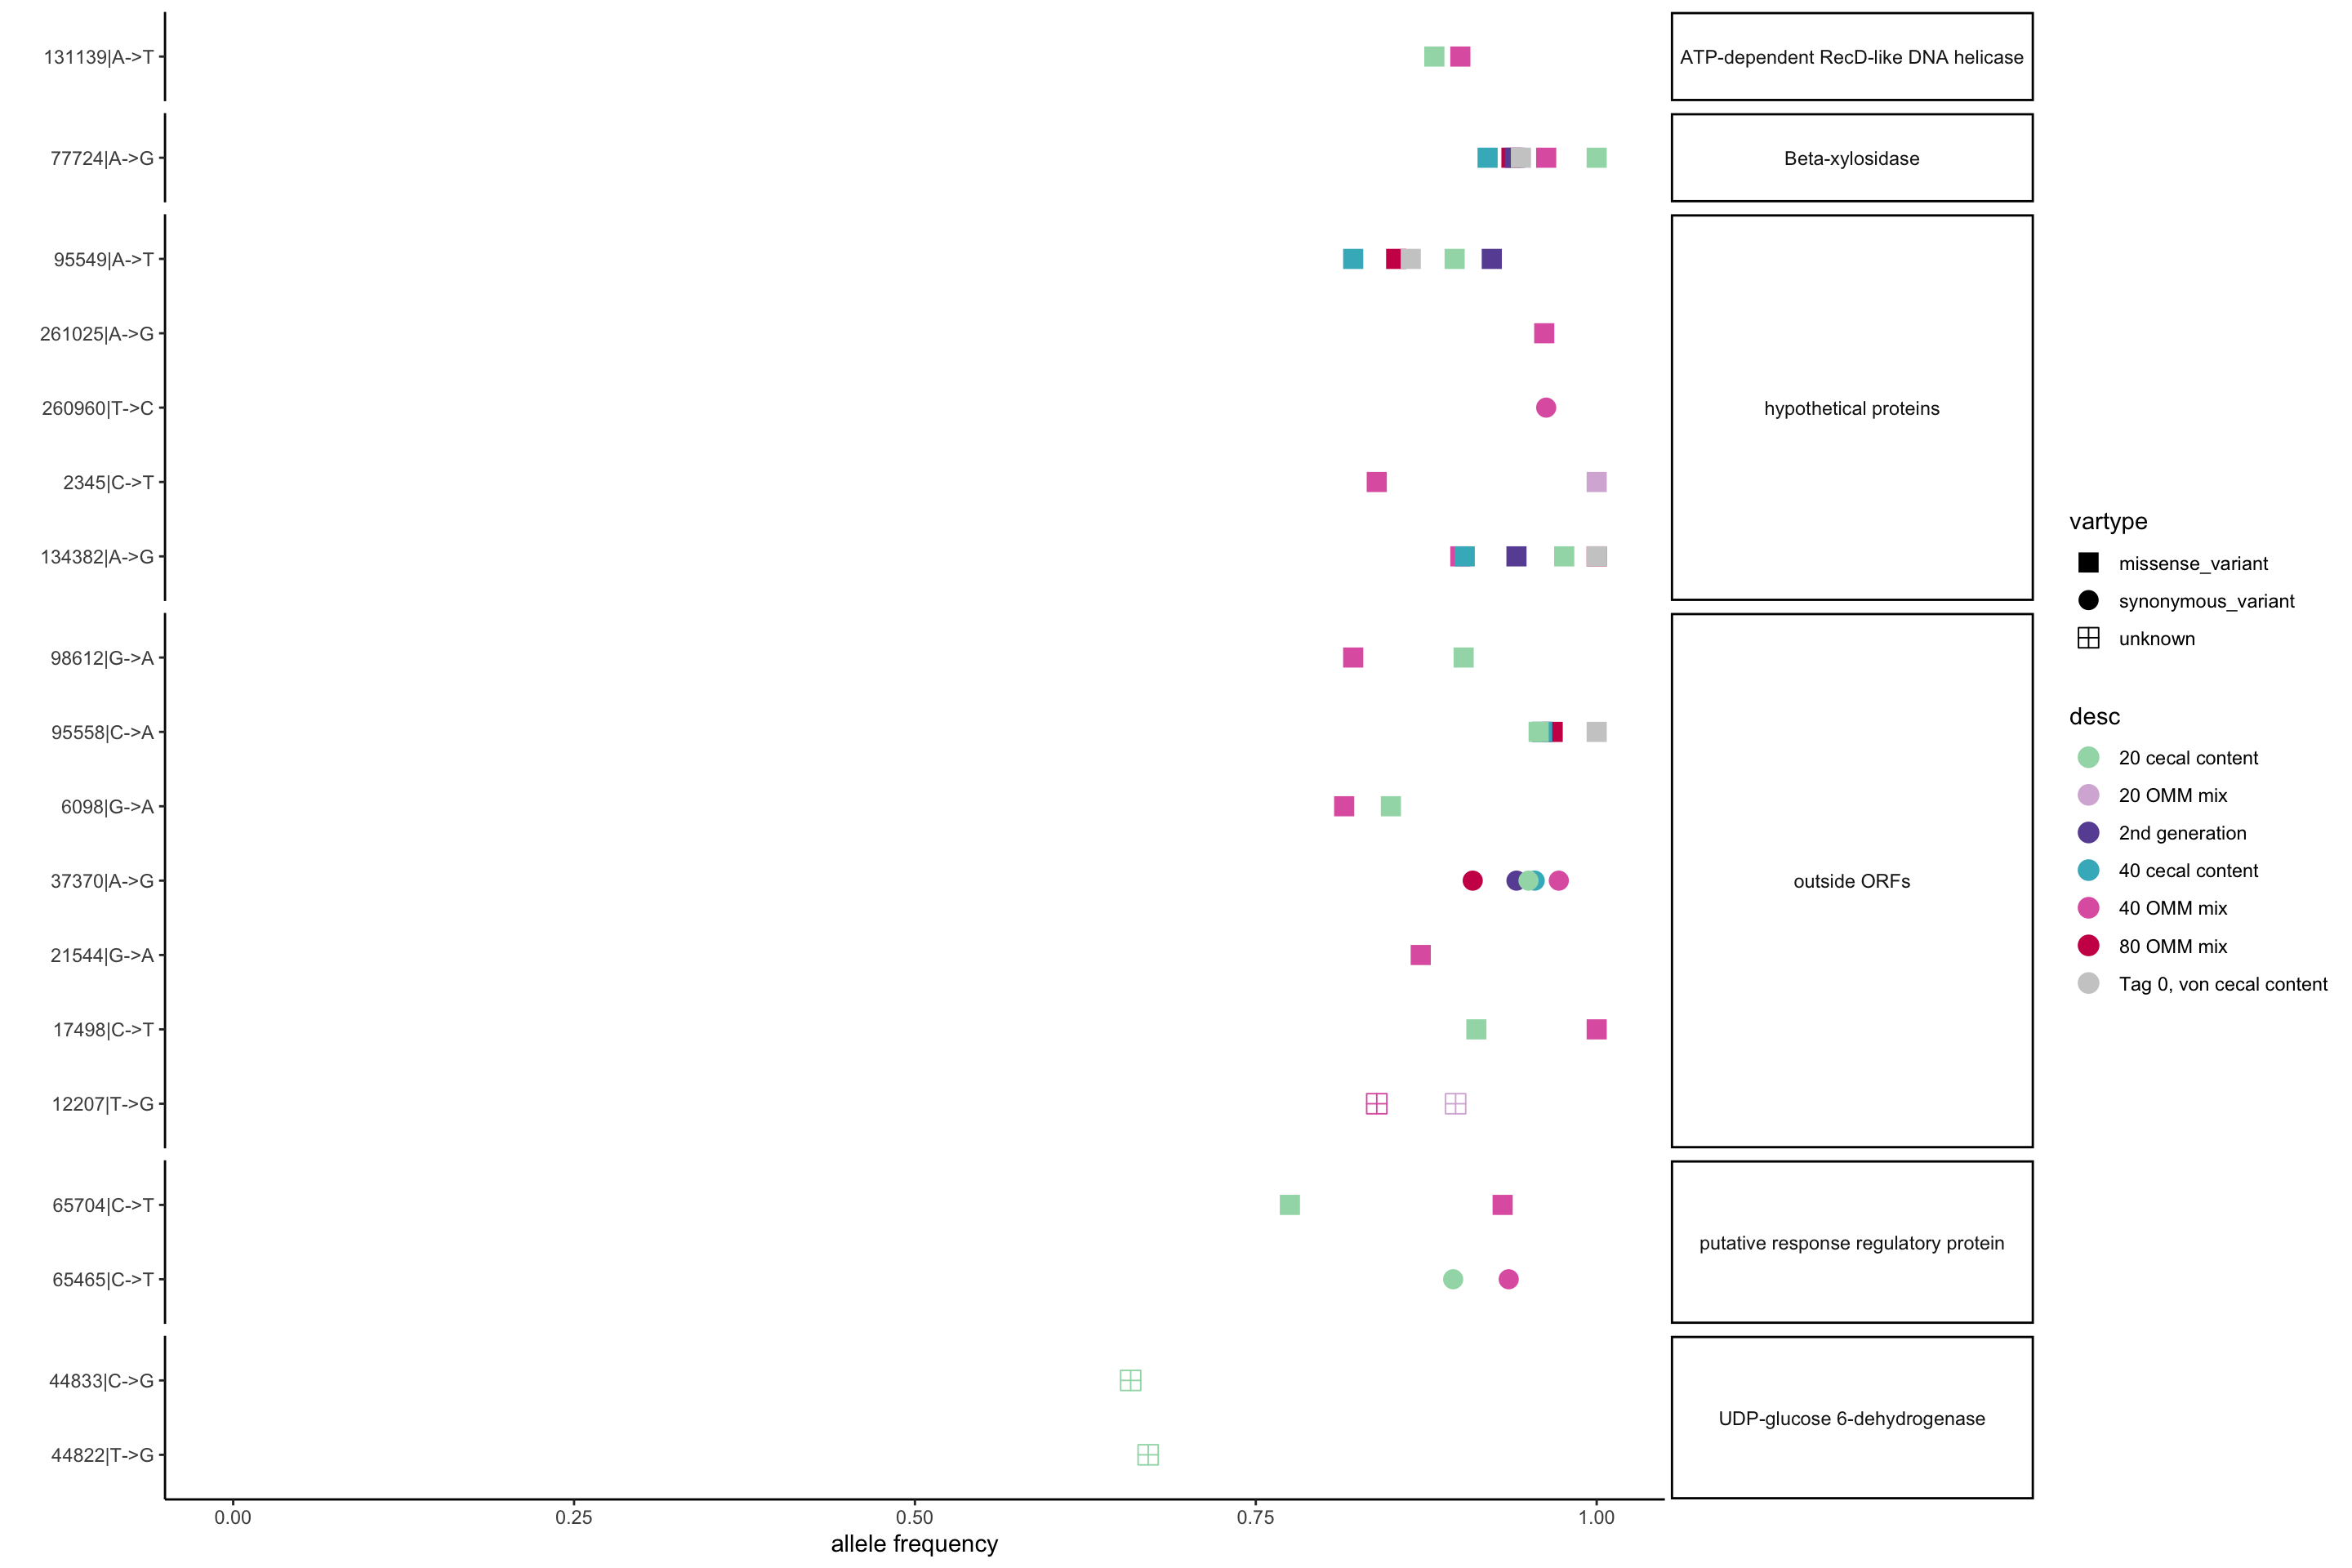 131139|A->T
ATP-dependent RecD-like DNA helicase
77724|A->G
Beta-xylosidase
95549|A->T
261025|A->G
260960|T->C
hypothetical proteins
2345|C->T
134382|A->G
98612|G->A
95558|C->A
6098|G->A
37370|A->G
outside ORFs
21544|G->A
17498|C->T
12207|T->G
65704|C->T
putative response regulatory protein
65465|C->T
44833|C->G
UDP-glucose 6-dehydrogenase
44822|T->G
0.00 0.25 0.50 0.75 1.00
allele frequency
vartype
missense_variant
synonymous_variant
unknown
desc
20 cecal content
20 OMM mix
2nd generation
40 cecal content
40 OMM mix
80 OMM mix
Tag 0, von cecal content